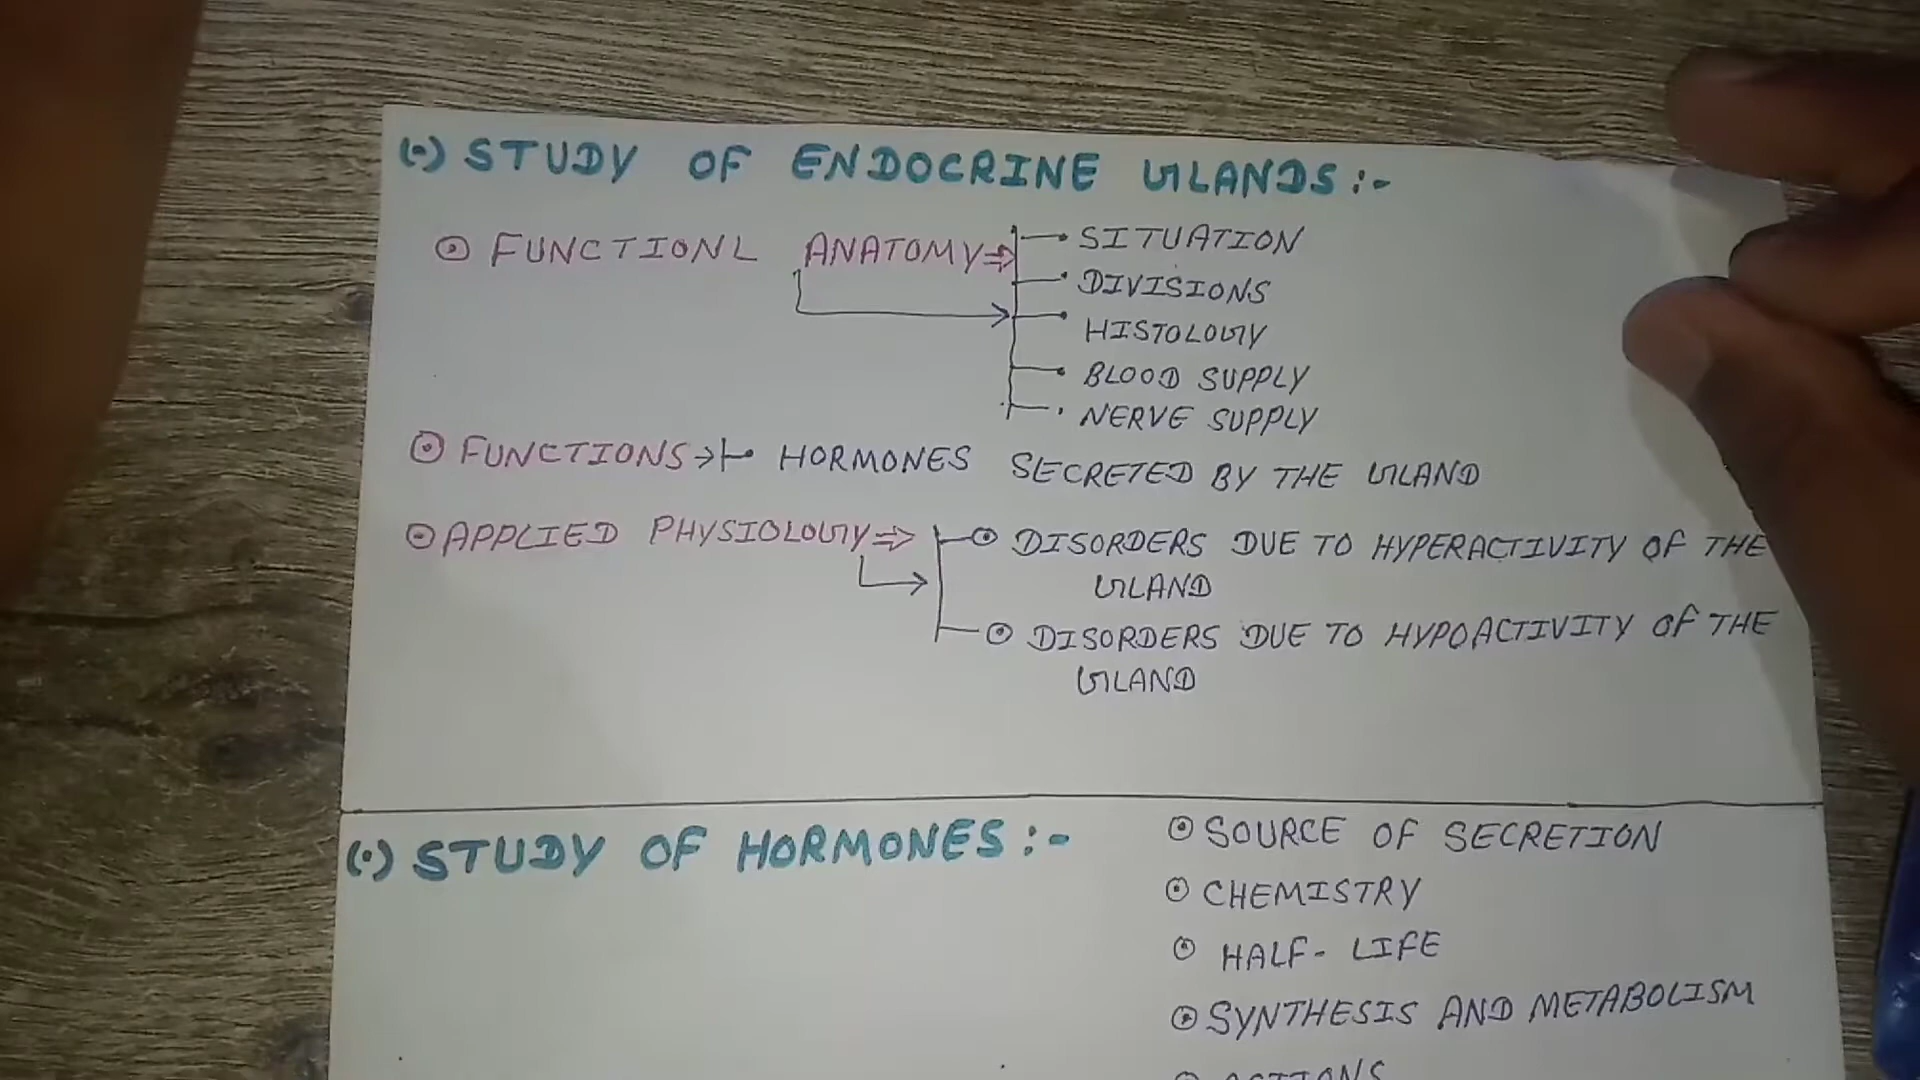 (•) STUDY OF ENDOCRINE GLANDS:-
⊙ FUNCTIONL ANATOMY⇒
• SITUATION
• DIVISIONS
• HISTOLOGY
• BLOOD SUPPLY
• NERVE SUPPLY
⊙ FUNCTIONS→ • HORMONES SECRETED BY THE GLAND
⊙ APPLIED PHYSIOLOGY⇒
⊙ DISORDERS DUE TO HYPERACTIVITY OF THE
GLAND
⊙ DISORDERS DUE TO HYPOACTIVITY OF THE
GLAND
(•) STUDY OF HORMONES:-
⊙ SOURCE OF SECRETION
⊙ CHEMISTRY
⊙ HALF-LIFE
⊙ SYNTHESIS AND METABOLISM
⊙ ACTIONS